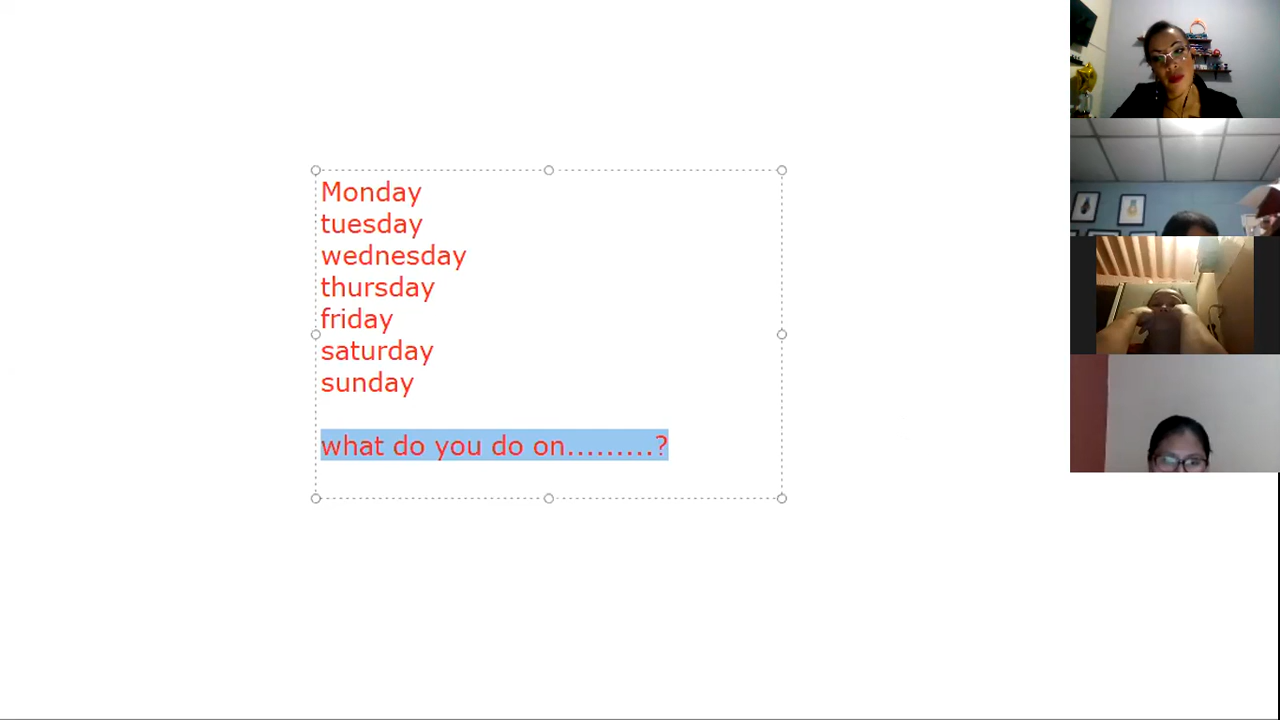 Monday
tuesday
wednesday
thursday
friday
saturday
sunday
what do you do on.........?